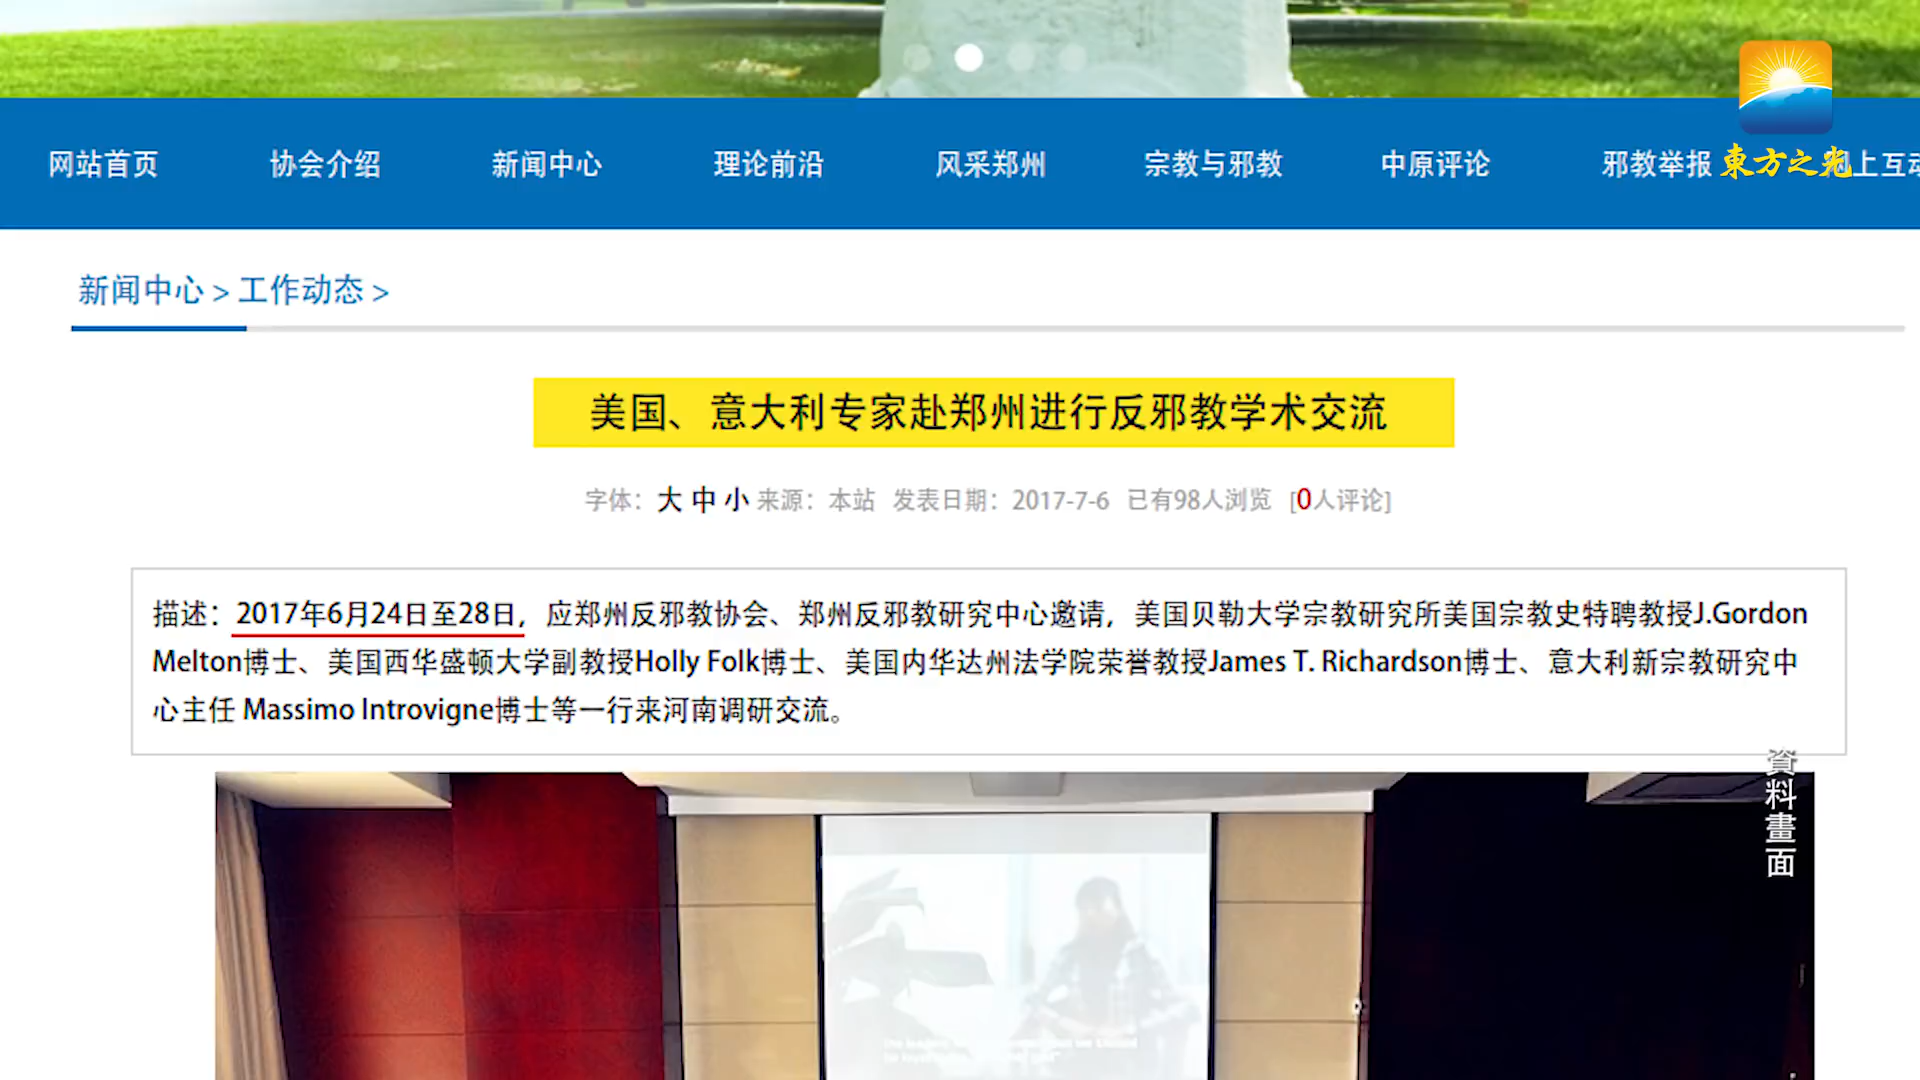 网站首页 协会介绍 新闻中心 理论前沿 风采郑州 宗教与邪教 中原评论 邪教举报
東方之光
新闻中心 > 工作动态 >
美国、意大利专家赴郑州进行反邪教学术交流
字体： 大 中 小 来源：本站 发表日期：2017-7-6 已有98人浏览 [0人评论]
描述：2017年6月24日至28日，应郑州反邪教协会、郑州反邪教研究中心邀请，美国贝勒大学宗教研究所美国宗教史特聘教授J.Gordon
Melton博士、美国西华盛顿大学副教授Holly Folk博士、美国内华达州法学院荣誉教授James T. Richardson博士、意大利新宗教研究中
心主任 Massimo Introvigne博士等一行来河南调研交流。
資料畫面